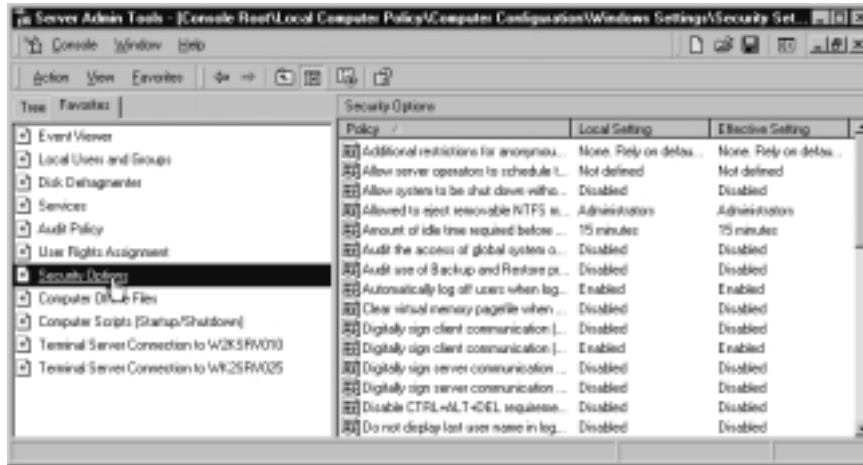 Server Admin Tools - [Console Root\Local Computer Policy\Computer Configuration\Windows Settings\Security Set...
Console Window Help
Action View Favorites
Tree Favorites
Event Viewer
Local Users and Groups
Disk Defragmenter
Services
Audit Policy
User Rights Assignment
Security Options
Computer Files
Computer Scripts (Startup/Shutdown)
Terminal Server Connection to W2KSRV010
Terminal Server Connection to WK2SRV025
Security Options
Policy Local Setting Effective Setting
Additional restrictions for anonymou... None. Rely on defau... None. Rely on defau...
Allow server operators to schedule t... Not defined Not defined
Allow system to be shut down witho... Disabled Disabled
Allowed to eject removable NTFS m... Administrators Administrators
Amount of idle time required before ... 15 minutes 15 minutes
Audit the access of global system o... Disabled Disabled
Audit use of Backup and Restore pr... Disabled Disabled
Automatically log off users when log... Enabled Enabled
Clear virtual memory pagefile when ... Disabled Disabled
Digitally sign client communication (... Disabled Disabled
Digitally sign client communication (... Enabled Enabled
Digitally sign server communication ... Disabled Disabled
Digitally sign server communication ... Disabled Disabled
Disable CTRL+ALT+DEL requireme... Disabled Disabled
Do not display last user name in log... Disabled Disabled